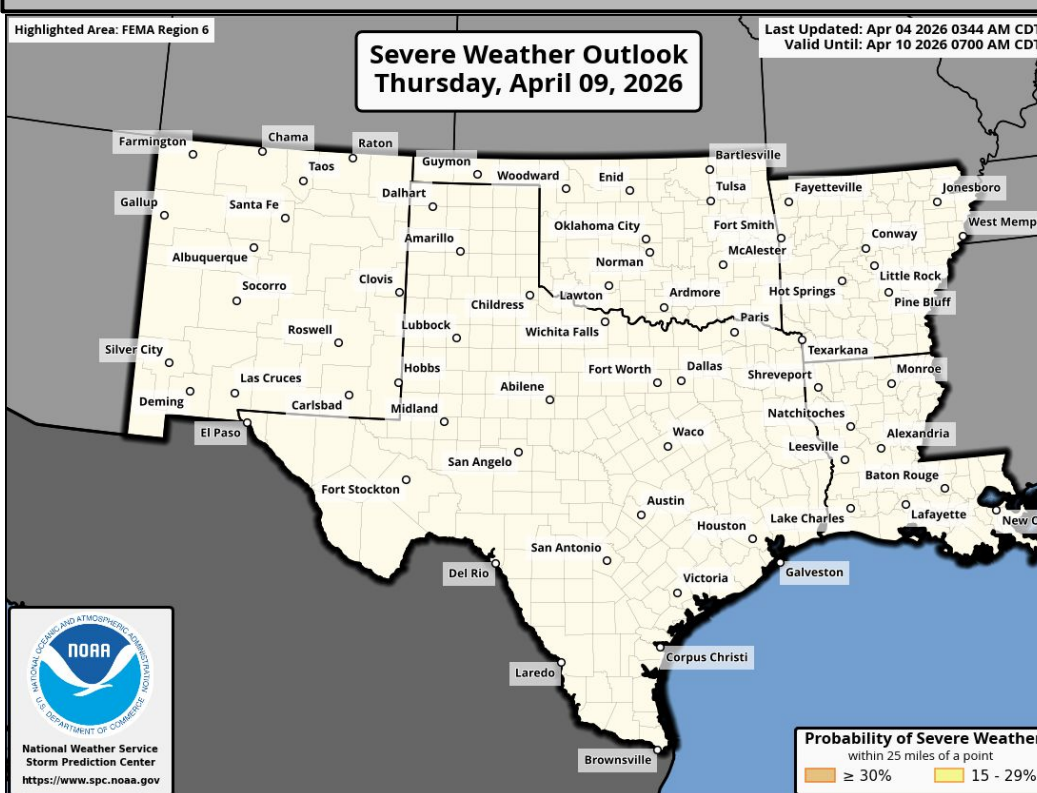 Highlighted Area: FEMA Region 6
Severe Weather Outlook
Thursday, April 09, 2026
Last Updated: Apr 04 2026 0344 AM CDT
Valid Until: Apr 10 2026 0700 AM CDT
Farmington
Chama
Raton
Taos
Guymon
Woodward
Enid
Bartlesville
Tulsa
Fayetteville
Jonesboro
Gallup
Santa Fe
Dalhart
Oklahoma City
Fort Smith
West Memp
Albuquerque
Amarillo
Norman
McAlester
Conway
Little Rock
Socorro
Clovis
Childress
Lawton
Ardmore
Hot Springs
Pine Bluff
Roswell
Lubbock
Wichita Falls
Paris
Texarkana
Silver City
Hobbs
Fort Worth
Dallas
Shreveport
Monroe
Deming
Las Cruces
Carlsbad
Midland
Abilene
Natchitoches
El Paso
Waco
Leesville
Alexandria
San Angelo
Fort Stockton
Baton Rouge
Austin
Houston
Lake Charles
Lafayette
New O
San Antonio
Del Rio
Victoria
Galveston
Laredo
Corpus Christi
Brownsville
NATIONAL OCEANIC AND ATMOSPHERIC ADMINISTRATION
NOAA
U.S. DEPARTMENT OF COMMERCE
National Weather Service
Storm Prediction Center
https://www.spc.noaa.gov
Probability of Severe Weather
within 25 miles of a point
≥ 30%
15 - 29%